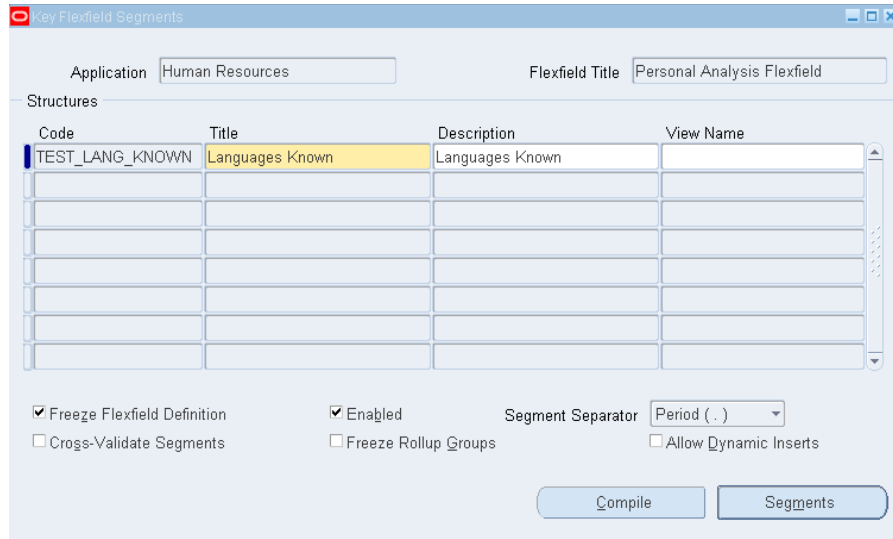 Key Flexfield Segments
Application Human Resources Flexfield Title Personal Analysis Flexfield
Structures
Code Title Description View Name
TEST_LANG_KNOWN Languages Known Languages Known
Freeze Flexfield Definition Enabled Segment Separator Period ( . )
Cross-Validate Segments Freeze Rollup Groups Allow Dynamic Inserts
Compile Segments